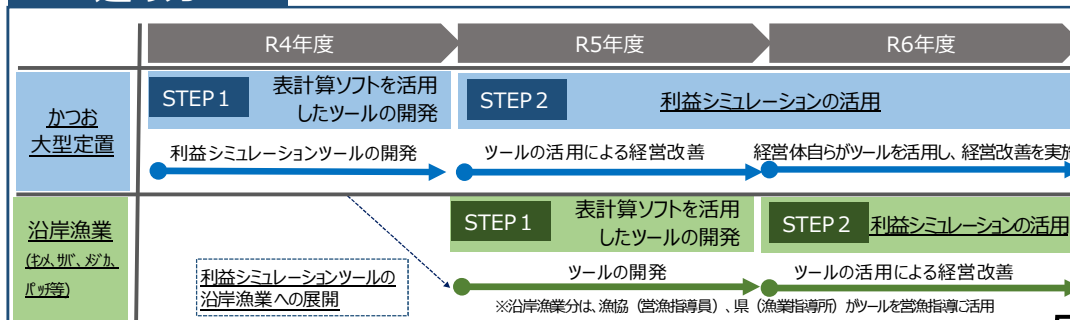 R4年度
R5年度
R6年度
かつお
大型定置
STEP1
表計算ソフトを活用
したツールの開発
STEP2
利益シミュレーションの活用
利益シミュレーションツールの開発
ツールの活用による経営改善
経営体自らがツールを活用し、経営改善を実施
沿岸漁業
(キンメ、サバ、メジカ、
パッチ等)
STEP1
表計算ソフトを活用
したツールの開発
STEP2
利益シミュレーションの活用
利益シミュレーションツールの
沿岸漁業への展開
ツールの開発
ツールの活用による経営改善
※沿岸漁業分は、漁協（営漁指導員）、県（漁業指導所）がツールを営漁指導に活用